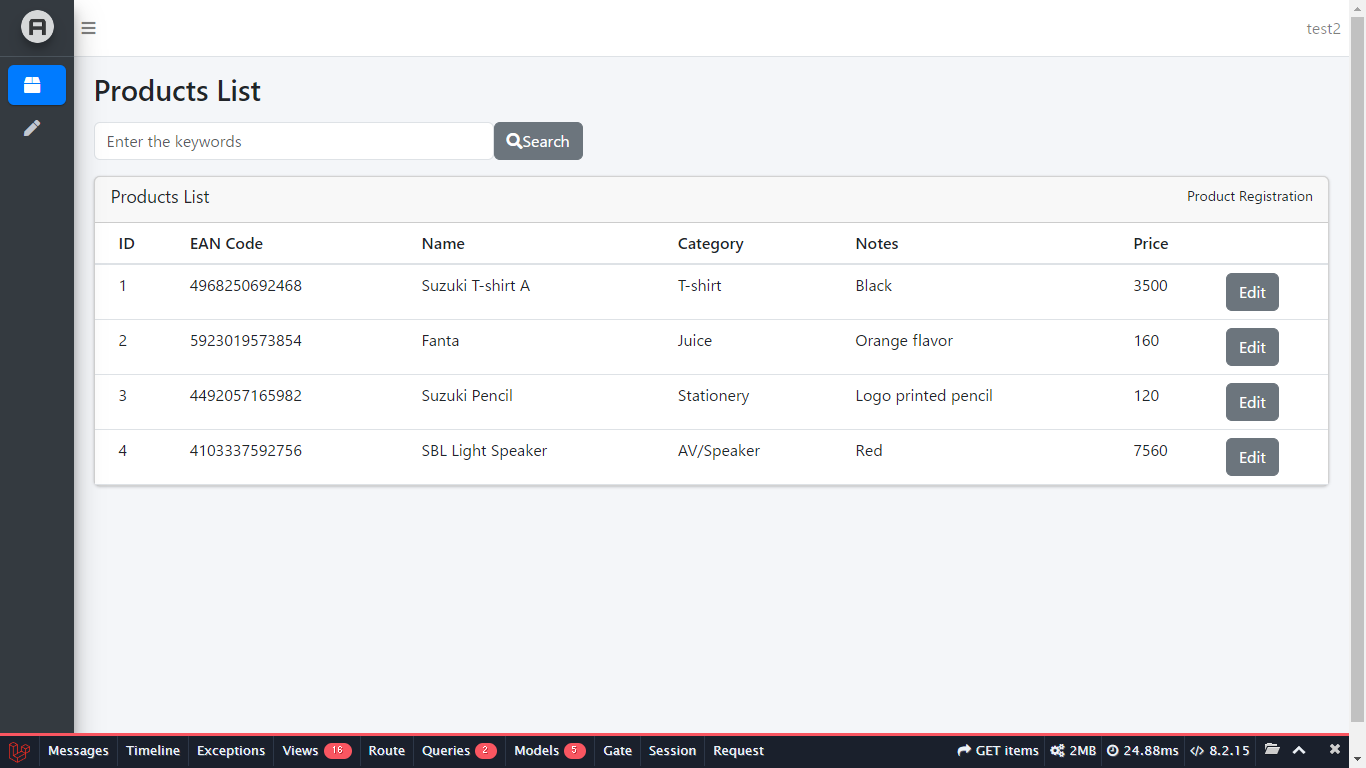 test2
Products List
Enter the keywords Search
Products List Product Registration
ID EAN Code Name Category Notes Price
1 4968250692468 Suzuki T-shirt A T-shirt Black 3500 Edit
2 5923019573854 Fanta Juice Orange flavor 160 Edit
3 4492057165982 Suzuki Pencil Stationery Logo printed pencil 120 Edit
4 4103337592756 SBL Light Speaker AV/Speaker Red 7560 Edit
Messages Timeline Exceptions Views 16 Route Queries 2 Models 5 Gate Session Request GET items 2MB 24.88ms 8.2.15